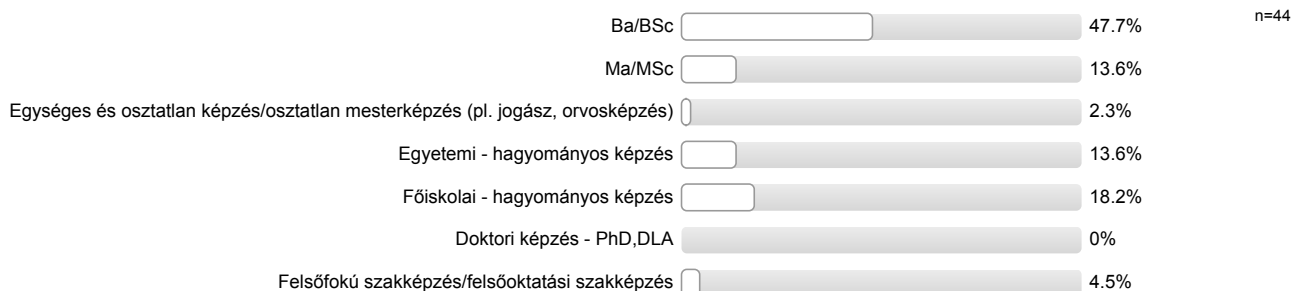 Ba/BSc 47.7% n=44
Ma/MSc 13.6%
Egységes és osztatlan képzés/osztatlan mesterképzés (pl. jogász, orvosképzés) 2.3%
Egyetemi - hagyományos képzés 13.6%
Főiskolai - hagyományos képzés 18.2%
Doktori képzés - PhD,DLA 0%
Felsőfokú szakképzés/felsőoktatási szakképzés 4.5%